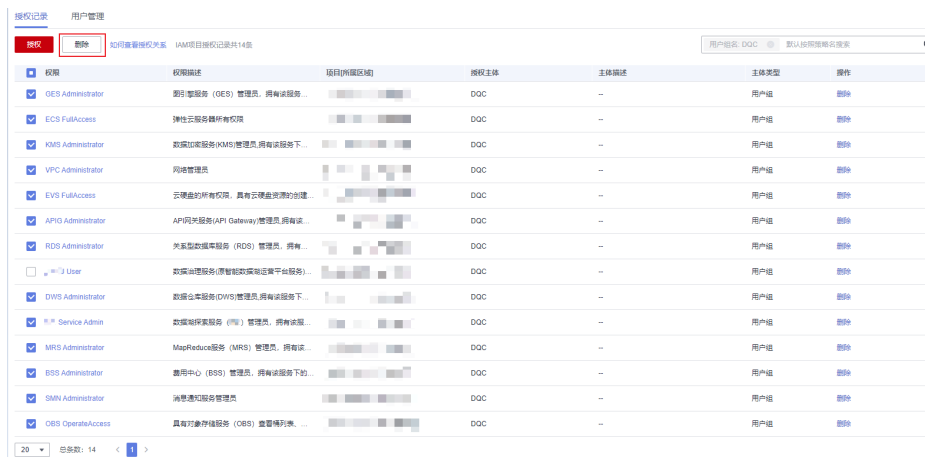 授权记录 用户管理
授权 删除 如何查看授权关系 IAM项目授权记录共14条 用户组名: DQC 默认按照策略名搜索
权限 权限描述 项目[所属区域] 授权主体 主体描述 主体类型 操作
GES Administrator 图引擎服务（GES）管理员，拥有该服务... DQC -- 用户组 删除
ECS FullAccess 弹性云服务器所有权限 DQC -- 用户组 删除
KMS Administrator 数据加密服务(KMS)管理员,拥有该服务下... DQC -- 用户组 删除
VPC Administrator 网络管理员 DQC -- 用户组 删除
EVS FullAccess 云硬盘的所有权限，具有云硬盘资源的创建... DQC -- 用户组 删除
APIG Administrator API网关服务(API Gateway)管理员,拥有该... DQC -- 用户组 删除
RDS Administrator 关系型数据库服务（RDS）管理员，拥有... DQC -- 用户组 删除
User 数据治理服务(原智能数据湖运营平台服务)... DQC -- 用户组 删除
DWS Administrator 数据仓库服务(DWS)管理员,拥有该服务下... DQC -- 用户组 删除
Service Admin 数据湖探索服务（ ）管理员，拥有该服... DQC -- 用户组 删除
MRS Administrator MapReduce服务（MRS）管理员，拥有该... DQC -- 用户组 删除
BSS Administrator 费用中心（BSS）管理员，拥有该服务下的... DQC -- 用户组 删除
SMN Administrator 消息通知服务管理员 DQC -- 用户组 删除
OBS OperateAccess 具有对象存储服务（OBS）查看桶列表、... DQC -- 用户组 删除
20 总条数: 14 < 1 >